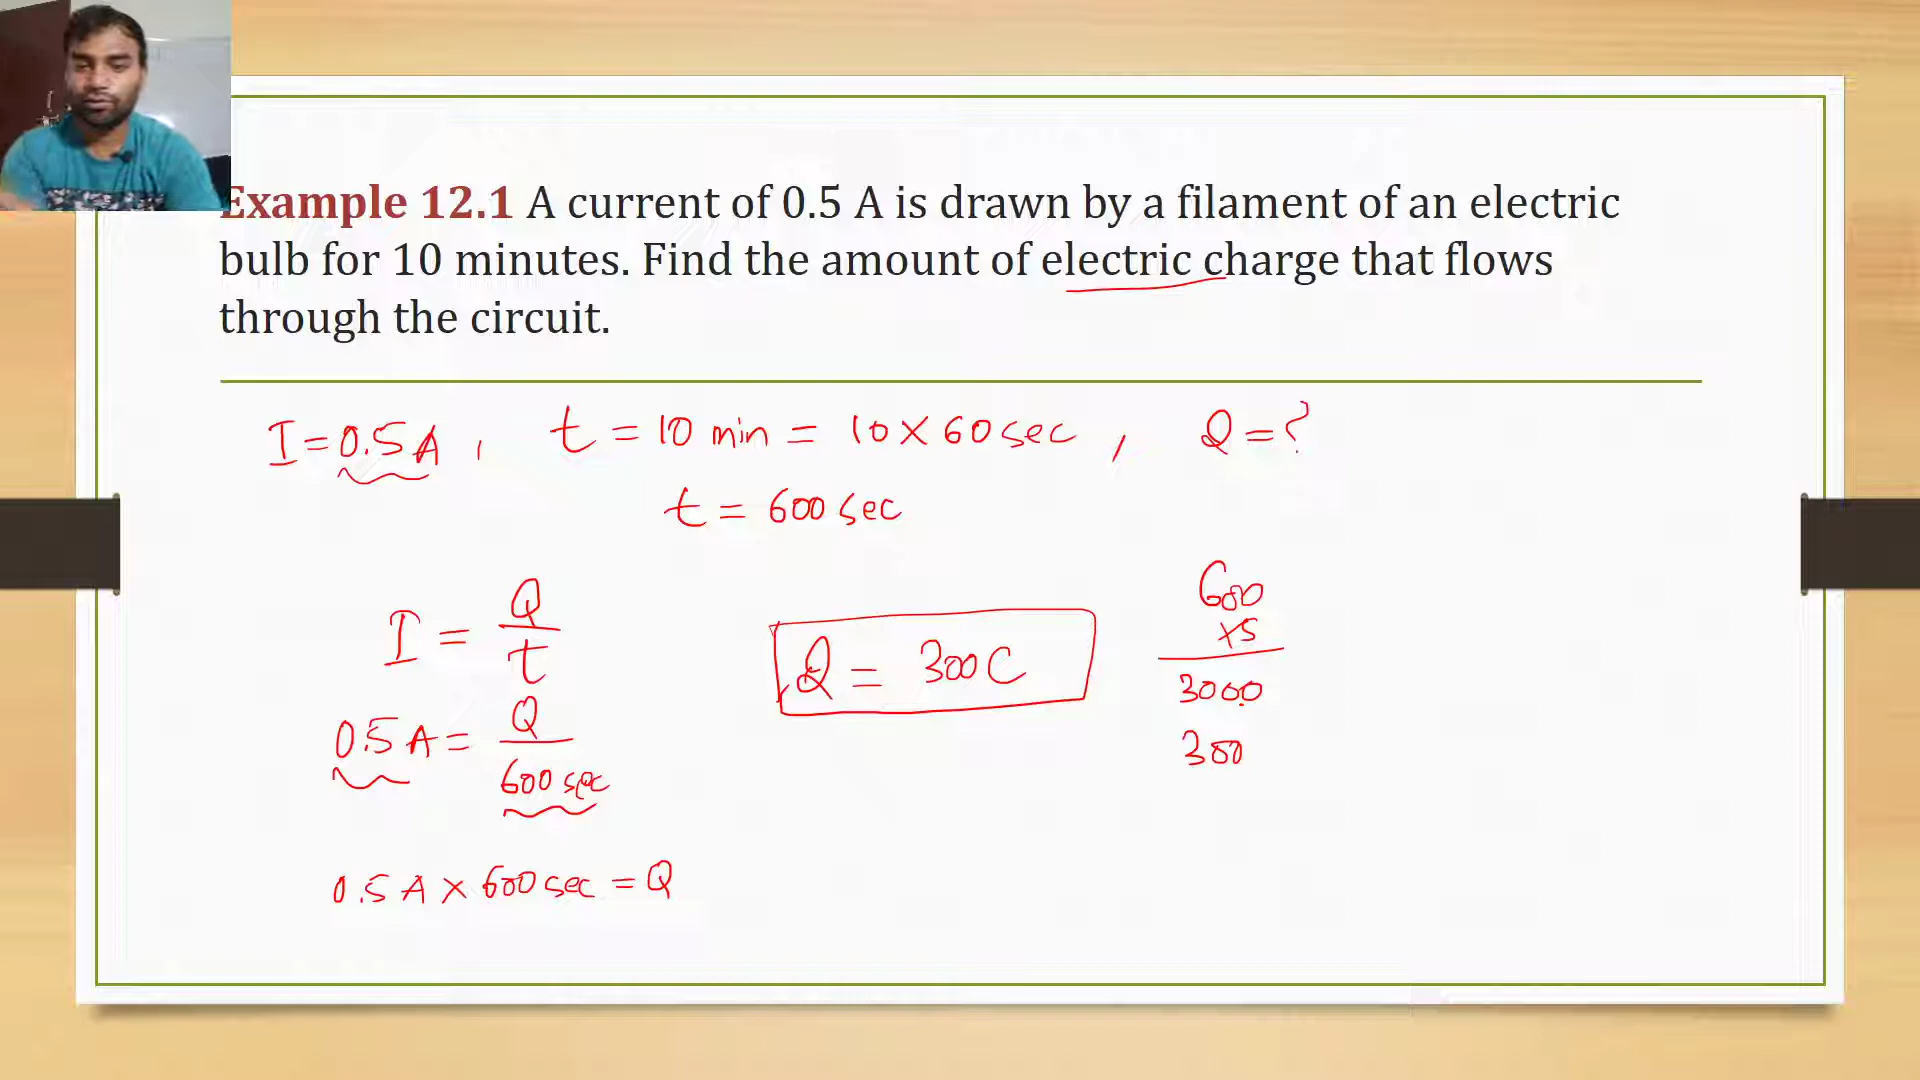 Example 12.1 A current of 0.5 A is drawn by a filament of an electric
bulb for 10 minutes. Find the amount of electric charge that flows
through the circuit.
I = 0.5 A , t = 10 min = 10 × 60 sec , Q = ?
t = 600 sec
I = Q/t
0.5 A = Q/600 sec
0.5 A × 600 sec = Q
Q = 300 C
600
×5
3000.0
300